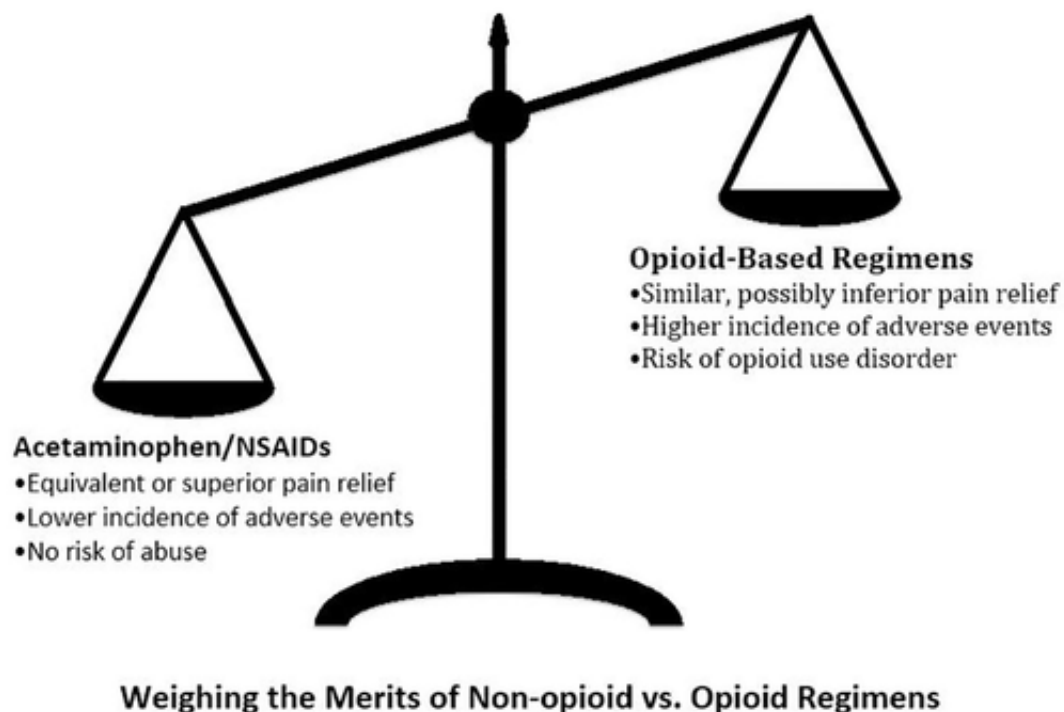 Opioid-Based Regimens
•Similar, possibly inferior pain relief
•Higher incidence of adverse events
•Risk of opioid use disorder
Acetaminophen/NSAIDs
•Equivalent or superior pain relief
•Lower incidence of adverse events
•No risk of abuse
Weighing the Merits of Non-opioid vs. Opioid Regimens